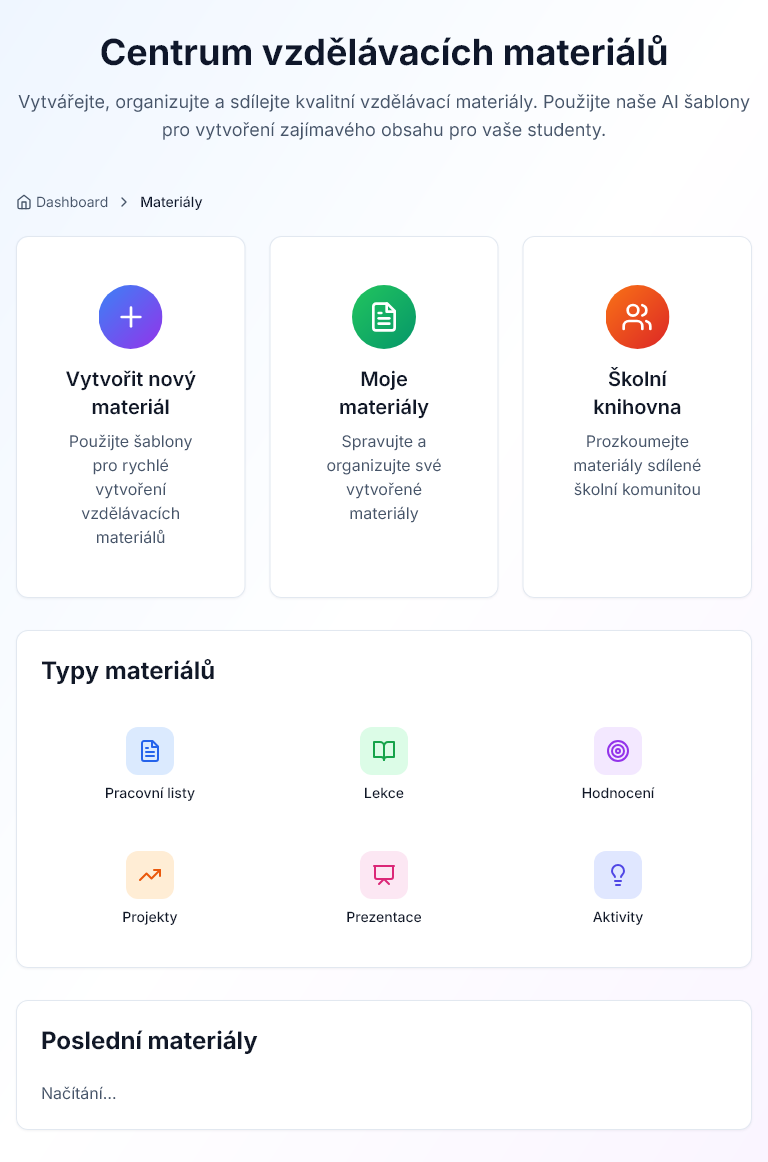 Centrum vzdělávacích materiálů
Vytvářejte, organizujte a sdílejte kvalitní vzdělávací materiály. Použijte naše AI šablony
pro vytvoření zajímavého obsahu pro vaše studenty.
Dashboard > Materiály
Vytvořit nový
materiál
Použijte šablony
pro rychlé
vytvoření
vzdělávacích
materiálů
Moje
materiály
Spravujte a
organizujte své
vytvořené
materiály
Školní
knihovna
Prozkoumejte
materiály sdílené
školní komunitou
Typy materiálů
Pracovní listy
Lekce
Hodnocení
Projekty
Prezentace
Aktivity
Poslední materiály
Načítání...